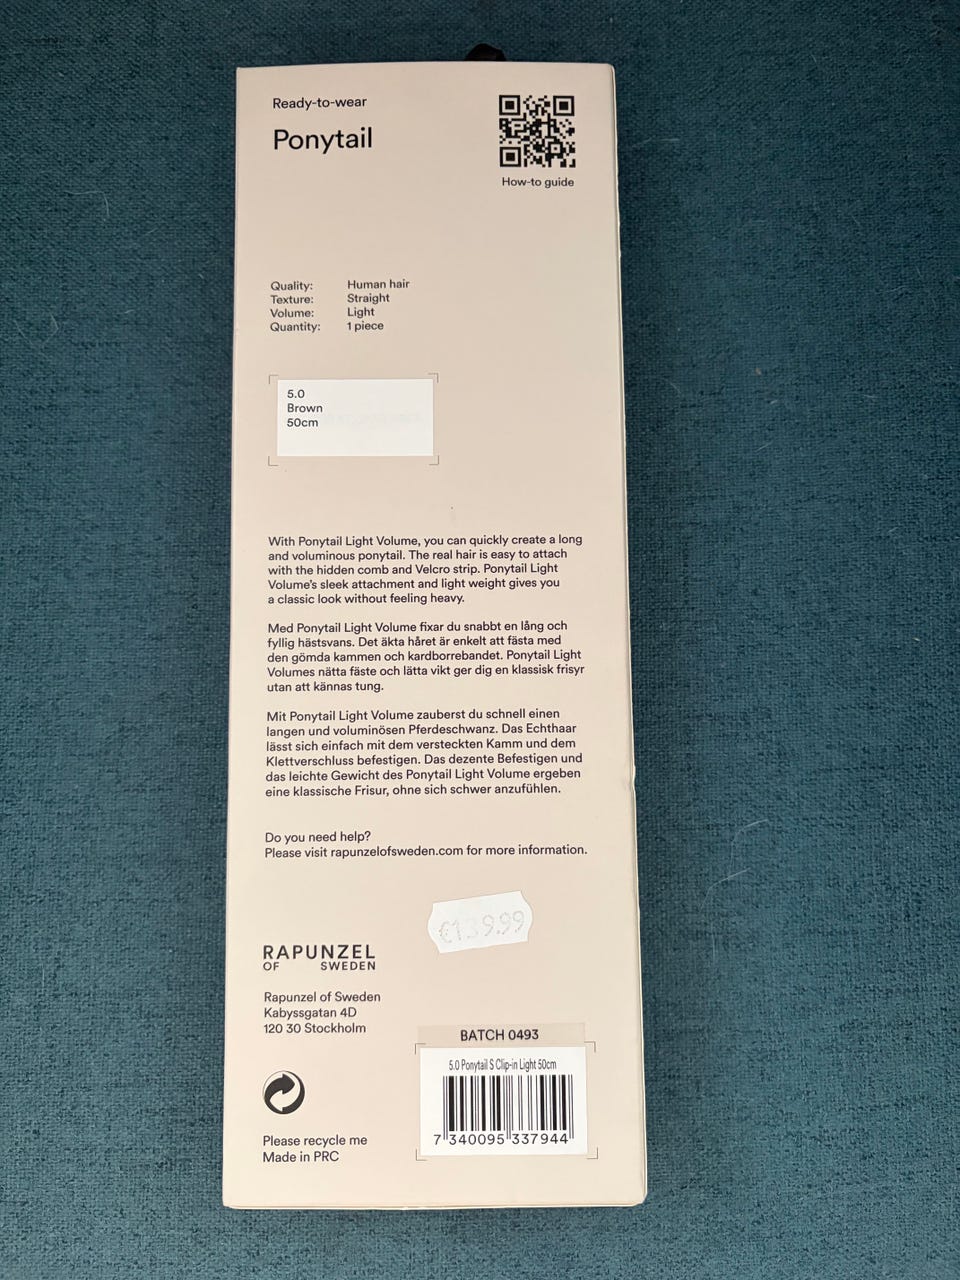 Ready-to-wear
Ponytail
How-to guide
Quality: Human hair
Texture: Straight
Volume: Light
Quantity: 1 piece
5.0
Brown
50cm
With Ponytail Light Volume, you can quickly create a long
and voluminous ponytail. The real hair is easy to attach
with the hidden comb and Velcro strip. Ponytail Light
Volume's sleek attachment and light weight gives you
a classic look without feeling heavy.
Med Ponytail Light Volume fixar du snabbt en lång och
fyllig hästsvans. Det äkta håret är enkelt att fästa med
den gömda kammen och kardborrebandet. Ponytail Light
Volumes nätta fäste och lätta vikt ger dig en klassisk frisyr
utan att kännas tung.
Mit Ponytail Light Volume zauberst du schnell einen
langen und voluminösen Pferdeschwanz. Das Echthaar
lässt sich einfach mit dem versteckten Kamm und dem
Klettverschluss befestigen. Das dezente Befestigen und
das leichte Gewicht des Ponytail Light Volume ergeben
eine klassische Frisur, ohne sich schwer anzufühlen.
Do you need help?
Please visit rapunzelofsweden.com for more information.
€139.99
RAPUNZEL
OF SWEDEN
Rapunzel of Sweden
Kabyssgatan 4D
120 30 Stockholm
BATCH 0493
5.0 Ponytail S Clip-in Light 50cm
7 340095 337944
Please recycle me
Made in PRC